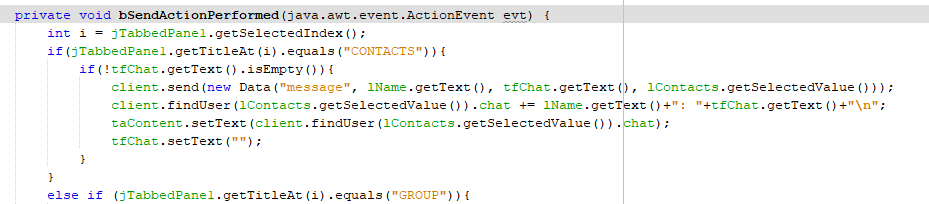 private void bSendActionPerformed(java.awt.event.ActionEvent evt) {
int i = jTabbedPanel.getSelectedIndex();
if(jTabbedPanel.getTitleAt(i).equals("CONTACTS")){
if(!tfChat.getText().isEmpty()){
client.send(new Data("message", lName.getText(), tfChat.getText(), lContacts.getSelectedValue()));
client.findUser(lContacts.getSelectedValue()).chat += lName.getText()+": "+tfChat.getText()+"\n";
taContent.setText(client.findUser(lContacts.getSelectedValue()).chat);
tfChat.setText("");
}
}
else if (jTabbedPanel.getTitleAt(i).equals("GROUP")){